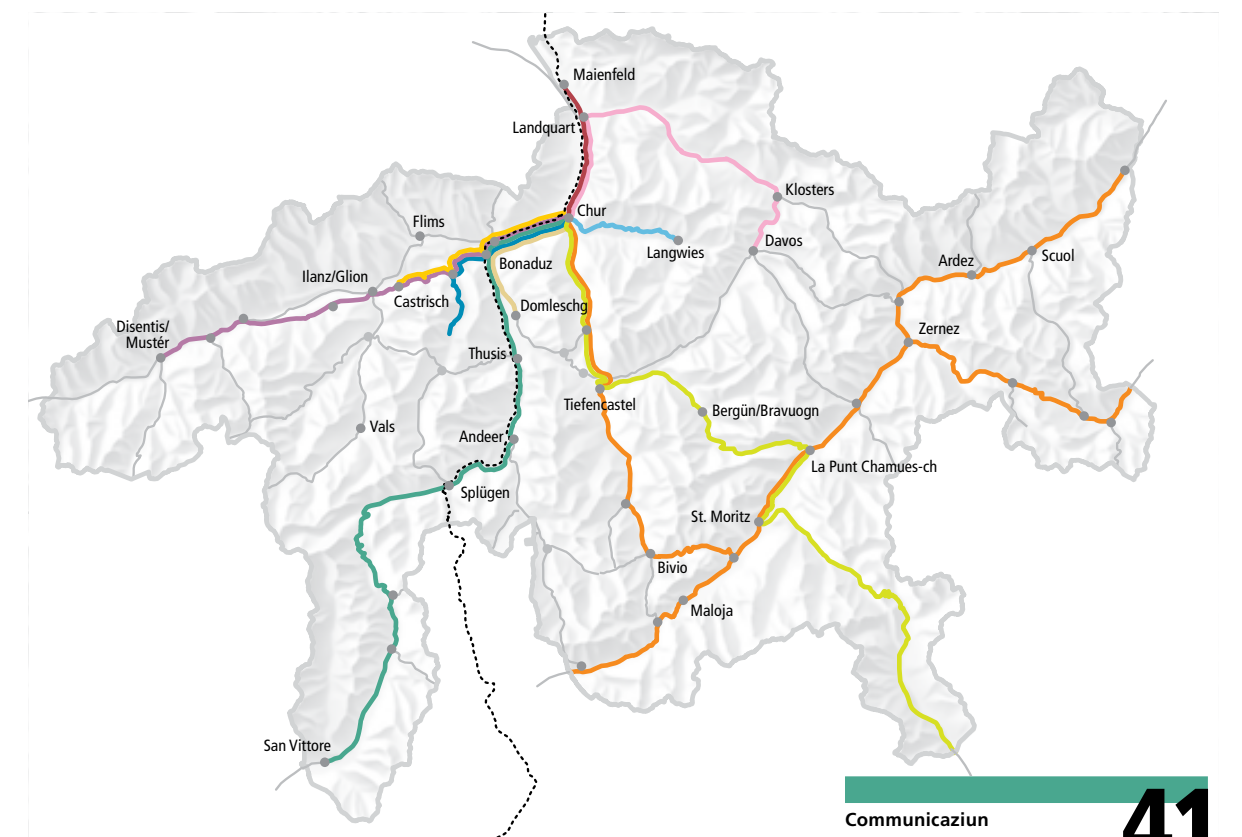 Maienfeld
Landquart
Klosters
Chur
Flims
Davos
Langwies
Scuol
Ardez
Bonaduz
Ilanz/Glion
Castrisch
Domleschg
Disentis/
Mustér
Zernez
Thusis
Tiefencastel
Bergün/Bravuogn
Vals
Andeer
La Punt Chamues-ch
Splügen
St. Moritz
Bivio
Maloja
San Vittore
Communicaziun
41